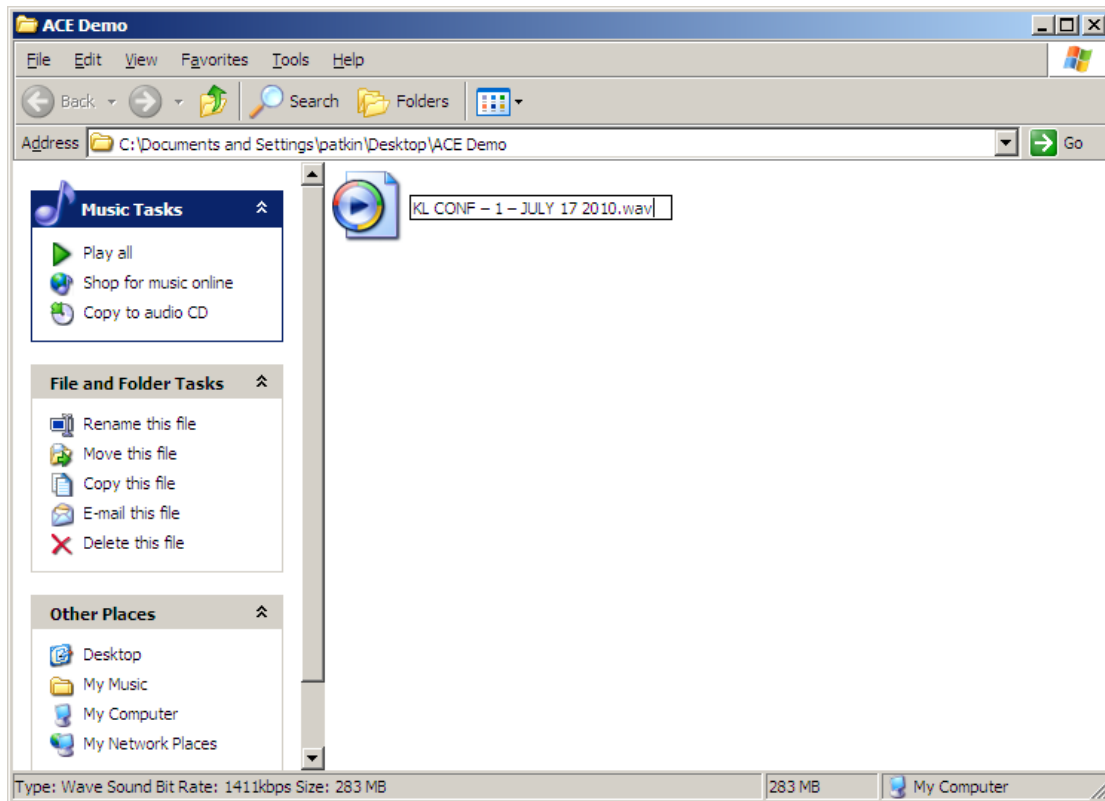 ACE Demo
File Edit View Favorites Tools Help
Back Search Folders
Address C:\Documents and Settings\patkin\Desktop\ACE Demo Go
Music Tasks
Play all
Shop for music online
Copy to audio CD
File and Folder Tasks
Rename this file
Move this file
Copy this file
E-mail this file
Delete this file
Other Places
Desktop
My Music
My Computer
My Network Places
KL CONF – 1 – JULY 17 2010.wav
Type: Wave Sound Bit Rate: 1411kbps Size: 283 MB 283 MB My Computer